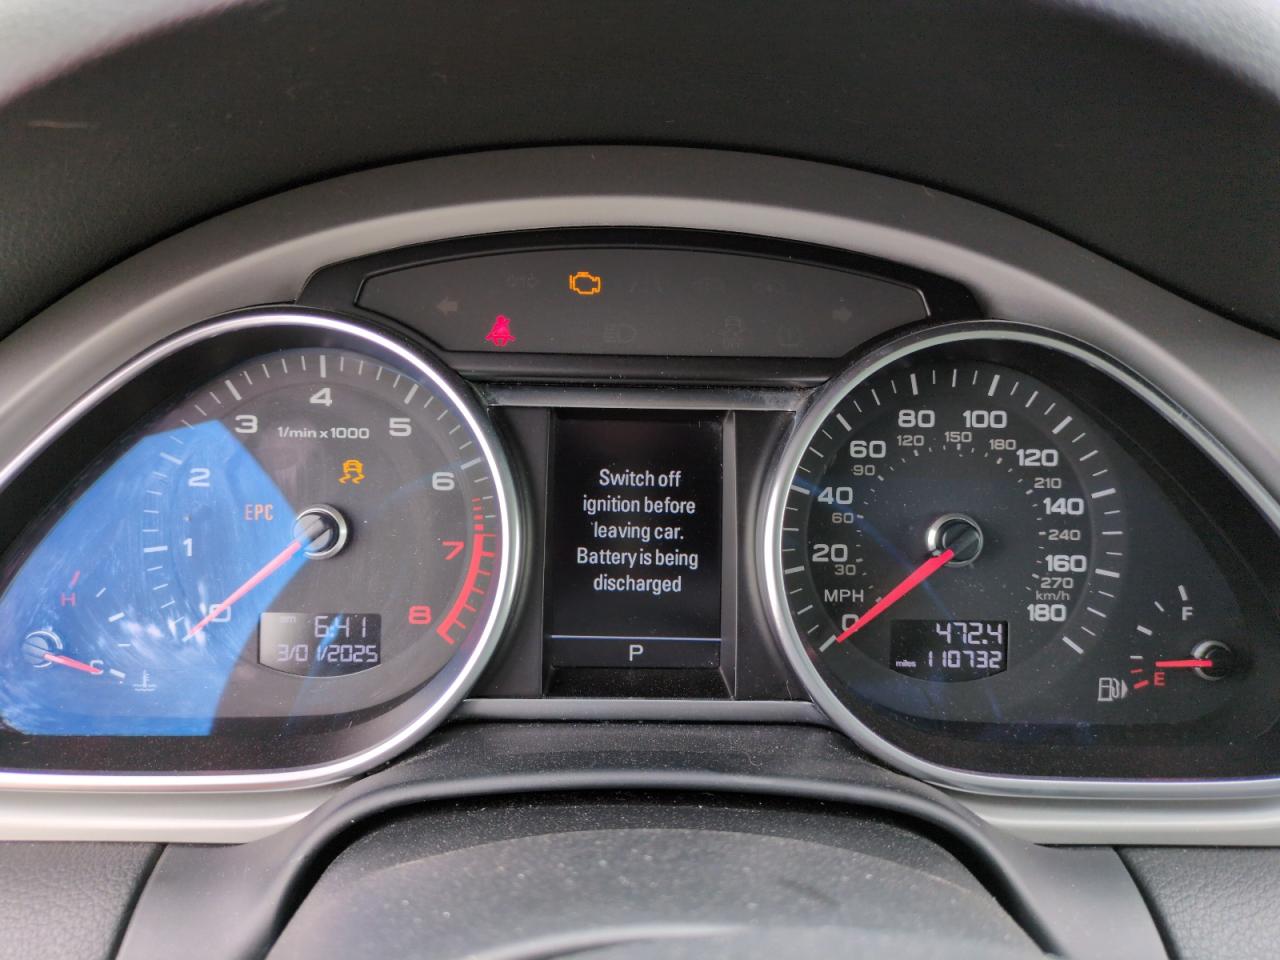 1/min x 1000
0
1
2
3
4
5
6
7
8
EPC
H
C
6:41
3/01/2025
Switch off
ignition before
leaving car.
Battery is being
discharged
P
MPH
0
20
40
60
80
100
120
140
160
180
30
60
90
120
150
180
210
240
270
km/h
472.4
miles 110732
F
E